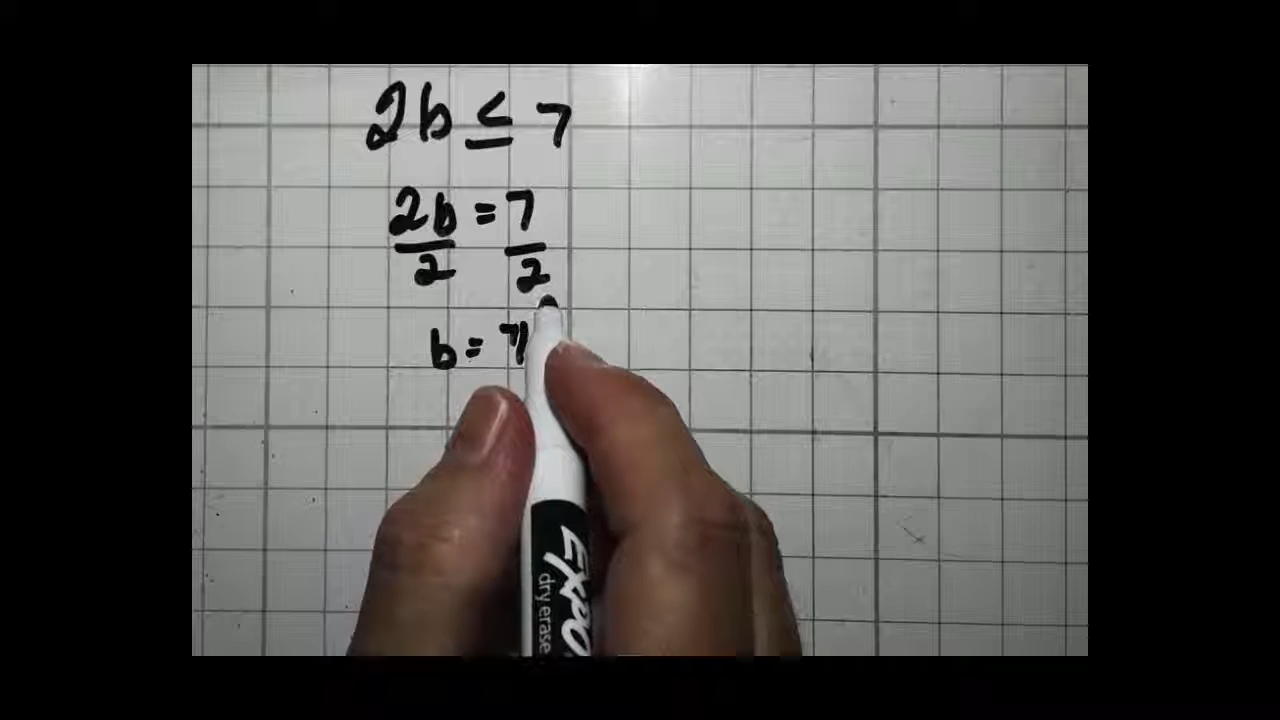 2b ≤ 7
2b = 7
2 2
b = 7/
EXPO
dry erase